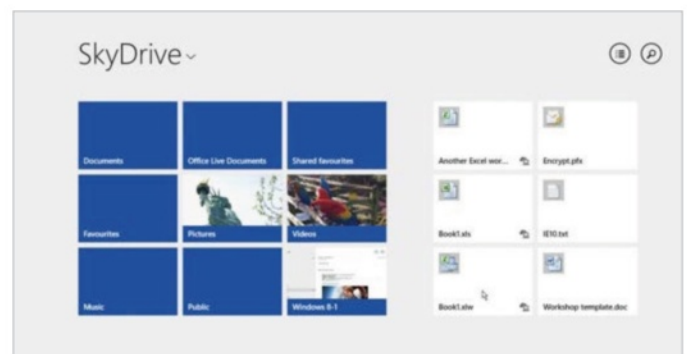 SkyDrive
Documents
Office Live Documents
Shared favourites
Another Excel wor...
Encrypt.pfx
Favourites
Pictures
Videos
Book1.xls
IE10.txt
Music
Public
Windows 8-1
Book1.xlw
Workshop template.doc